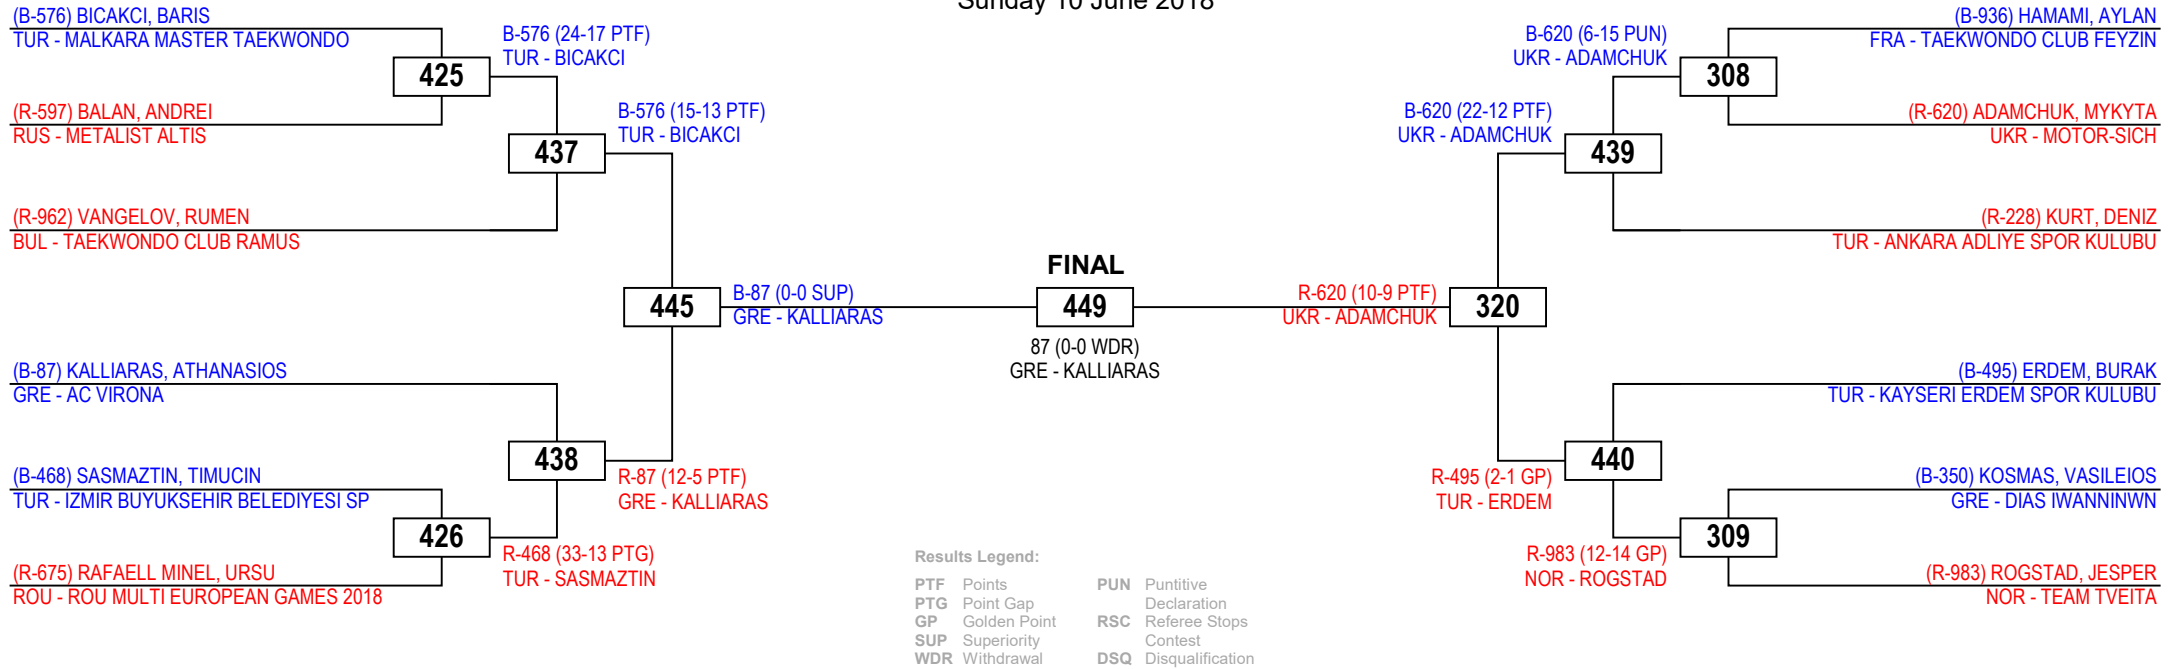 Sunday 10 June 2018
(B-576) BICAKCI, BARIS
TUR - MALKARA MASTER TAEKWONDO
425
B-576 (24-17 PTF)
TUR - BICAKCI
(R-597) BALAN, ANDREI
RUS - METALIST ALTIS
437
B-576 (15-13 PTF)
TUR - BICAKCI
(R-962) VANGELOV, RUMEN
BUL - TAEKWONDO CLUB RAMUS
445
B-87 (0-0 SUP)
GRE - KALLIARAS
(B-87) KALLIARAS, ATHANASIOS
GRE - AC VIRONA
438
R-87 (12-5 PTF)
GRE - KALLIARAS
(B-468) SASMAZTIN, TIMUCIN
TUR - IZMIR BUYUKSEHIR BELEDIYESI SP
426
R-468 (33-13 PTG)
TUR - SASMAZTIN
(R-675) RAFAELL MINEL, URSU
ROU - ROU MULTI EUROPEAN GAMES 2018
FINAL
449
87 (0-0 WDR)
GRE - KALLIARAS
(B-936) HAMAMI, AYLAN
FRA - TAEKWONDO CLUB FEYZIN
B-620 (6-15 PUN)
UKR - ADAMCHUK
308
(R-620) ADAMCHUK, MYKYTA
UKR - MOTOR-SICH
B-620 (22-12 PTF)
UKR - ADAMCHUK
439
(R-228) KURT, DENIZ
TUR - ANKARA ADLIYE SPOR KULUBU
R-620 (10-9 PTF)
UKR - ADAMCHUK
320
(B-495) ERDEM, BURAK
TUR - KAYSERI ERDEM SPOR KULUBU
R-495 (2-1 GP)
TUR - ERDEM
440
(B-350) KOSMAS, VASILEIOS
GRE - DIAS IWANNINWN
R-983 (12-14 GP)
NOR - ROGSTAD
309
(R-983) ROGSTAD, JESPER
NOR - TEAM TVEITA
Results Legend:
PTF Points
PTG Point Gap
GP Golden Point
SUP Superiority
WDR Withdrawal
PUN Puntitive
Declaration
RSC Referee Stops
Contest
DSQ Disqualification